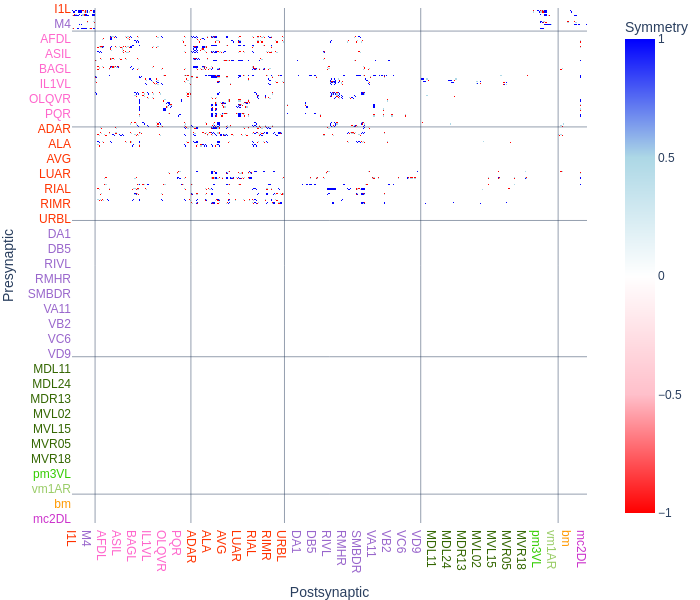 Symmetry
1
0.5
0
−0.5
−1
Presynaptic
I1L
M4
AFDL
ASIL
BAGL
IL1VL
OLQVR
PQR
ADAR
ALA
AVG
LUAR
RIAL
RIMR
URBL
DA1
DB5
RIVL
RMHR
SMBDR
VA11
VB2
VC6
VD9
MDL11
MDL24
MDR13
MVL02
MVL15
MVR05
MVR18
pm3VL
vm1AR
bm
mc2DL
I1L
M4
AFDL
ASIL
BAGL
IL1VL
OLQVR
PQR
ADAR
ALA
AVG
LUAR
RIAL
RIMR
URBL
DA1
DB5
RIVL
RMHR
SMBDR
VA11
VB2
VC6
VD9
MDL11
MDL24
MDR13
MVL02
MVL15
MVR05
MVR18
pm3VL
vm1AR
bm
mc2DL
Postsynaptic